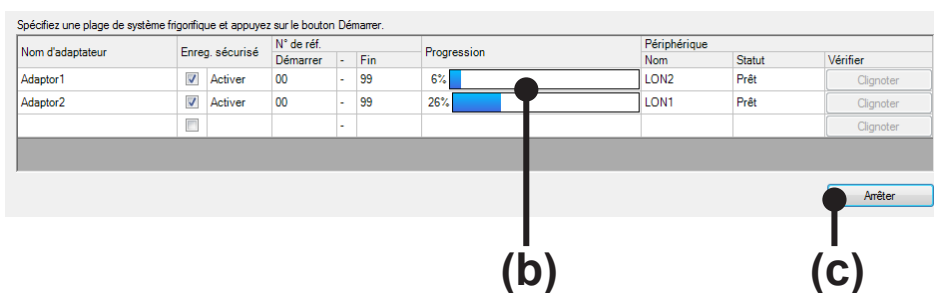 Spécifiez une plage de système frigorifique et appuyez sur le bouton Démarrer.
Nom d'adaptateur Enreg. sécurisé N° de réf. Progression Périphérique
Démarrer - Fin Nom Statut Vérifier
Adaptor1 Activer 00 - 99 6% LON2 Prêt Clignoter
Adaptor2 Activer 00 - 99 26% LON1 Prêt Clignoter
- Clignoter
Arrêter
(b) (c)